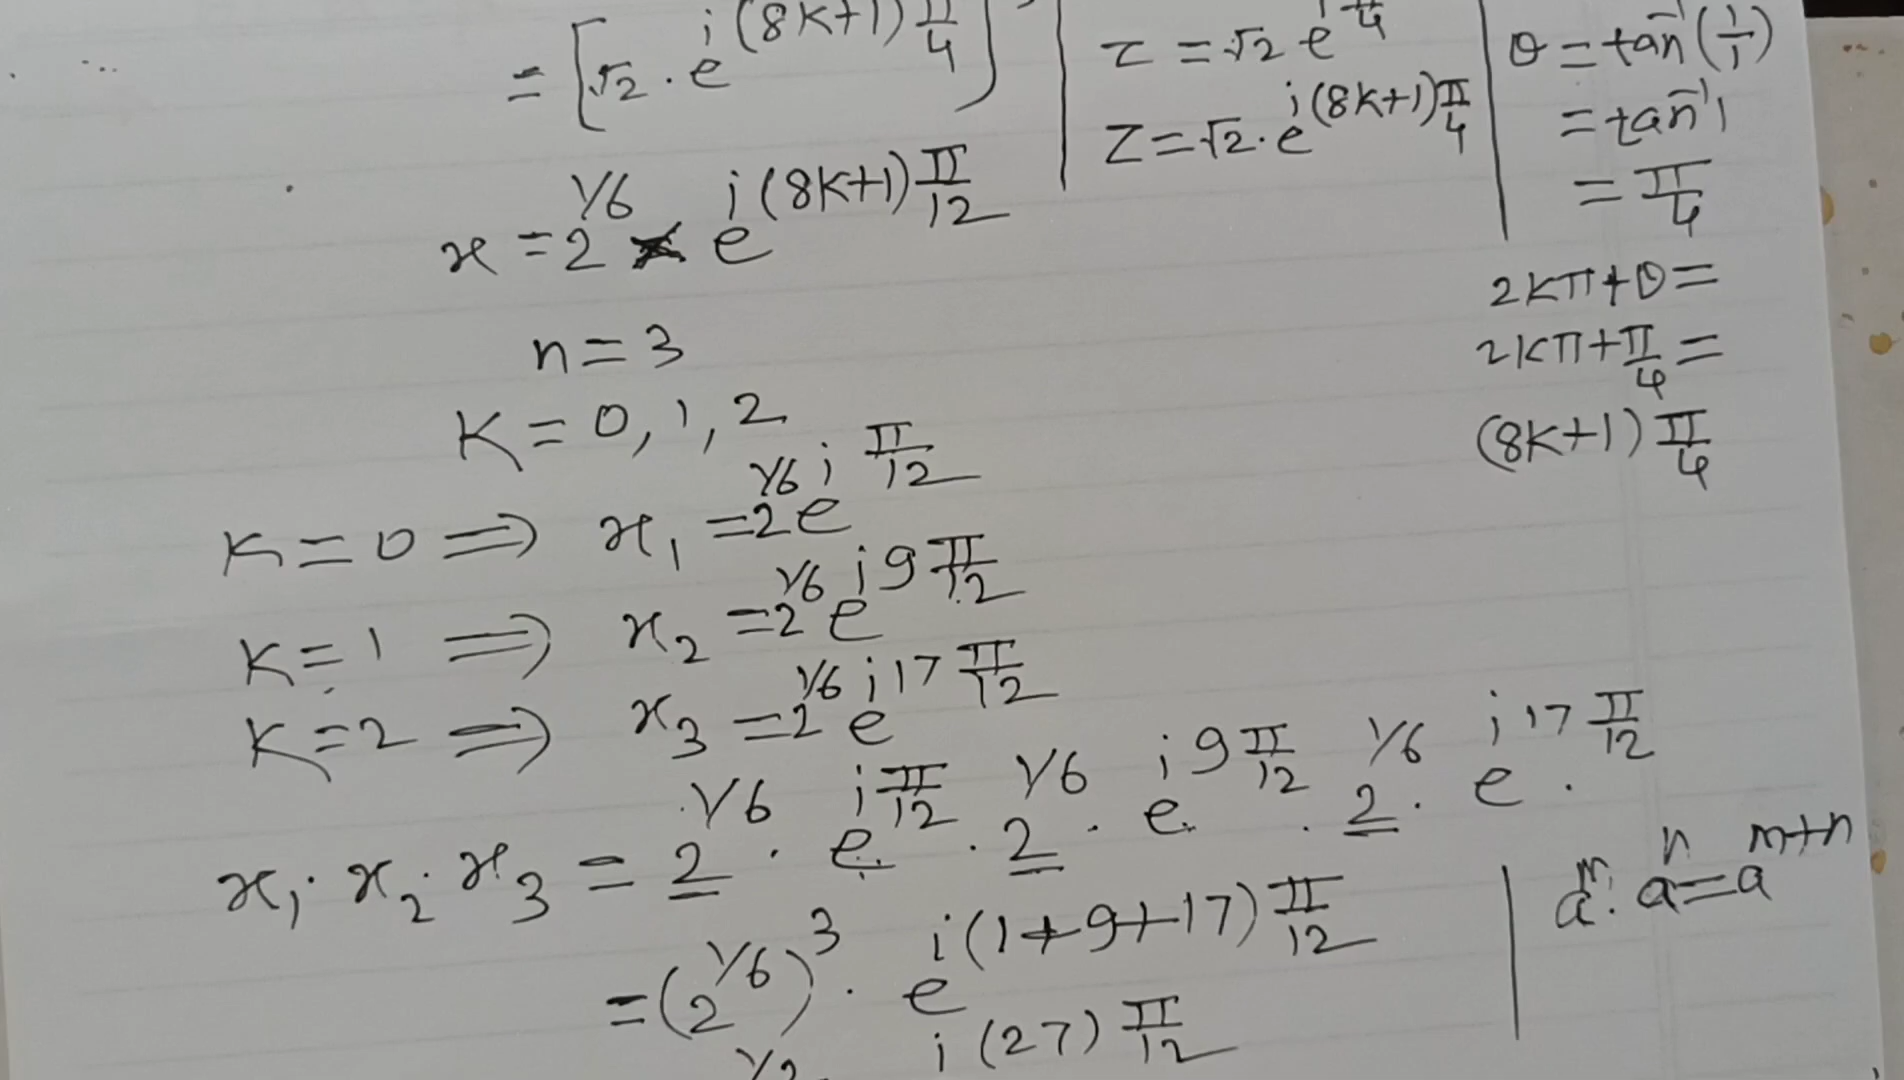 = [√2 . e^{i(8K+1)π/4}]
x = 2^{1/6} e^{i(8K+1)π/12}
n = 3
K = 0, 1, 2
K = 0 ⇒ x₁ = 2^{1/6} e^{iπ/12}
K = 1 ⇒ x₂ = 2^{1/6} e^{i9π/12}
K = 2 ⇒ x₃ = 2^{1/6} e^{i17π/12}
x₁ . x₂ . x₃ = 2^{1/6} . e^{iπ/12} . 2^{1/6} . e^{i9π/12} . 2^{1/6} . e^{i17π/12} .
= (2^{1/6})³ . e^{i(1+9+17)π/12}
i(27)π/12
z = √2 e^{iπ/4}
Z = √2 . e^{i(8K+1)π/4}
θ = tan⁻¹(1/1)
= tan⁻¹1
= π/4
2Kπ+θ =
2Kπ+π/4 =
(8K+1)π/4
a^m . a^n = a^{m+n}